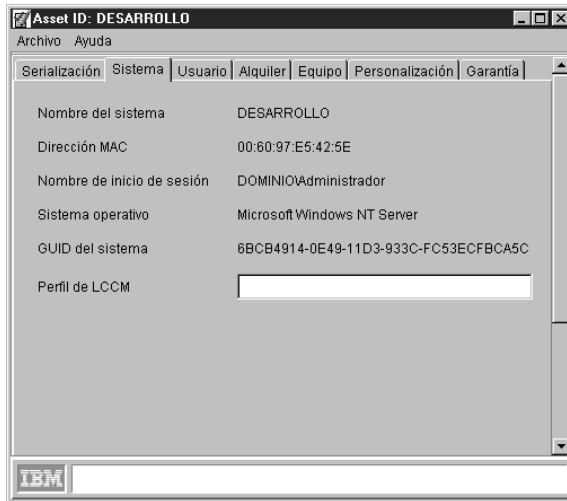 Asset ID: DESARROLLO
Archivo Ayuda
Serialización Sistema Usuario Alquiler Equipo Personalización Garantía
Nombre del sistema DESARROLLO
Dirección MAC 00:60:97:E5:42:5E
Nombre de inicio de sesión DOMINIO\Administrador
Sistema operativo Microsoft Windows NT Server
GUID del sistema 6BCB4914-0E49-11D3-933C-FC53ECFBCA5C
Perfil de LCCM
IBM